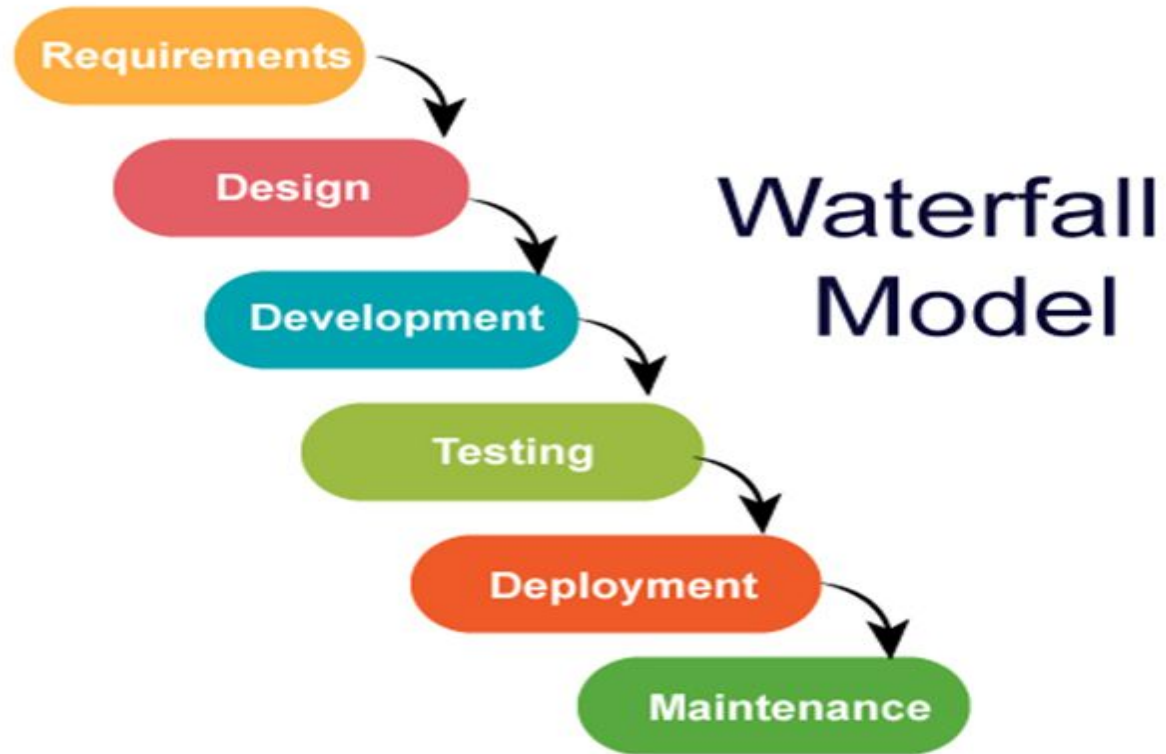 Requirements
Design
Waterfall
Model
Development
Testing
Deployment
Maintenance